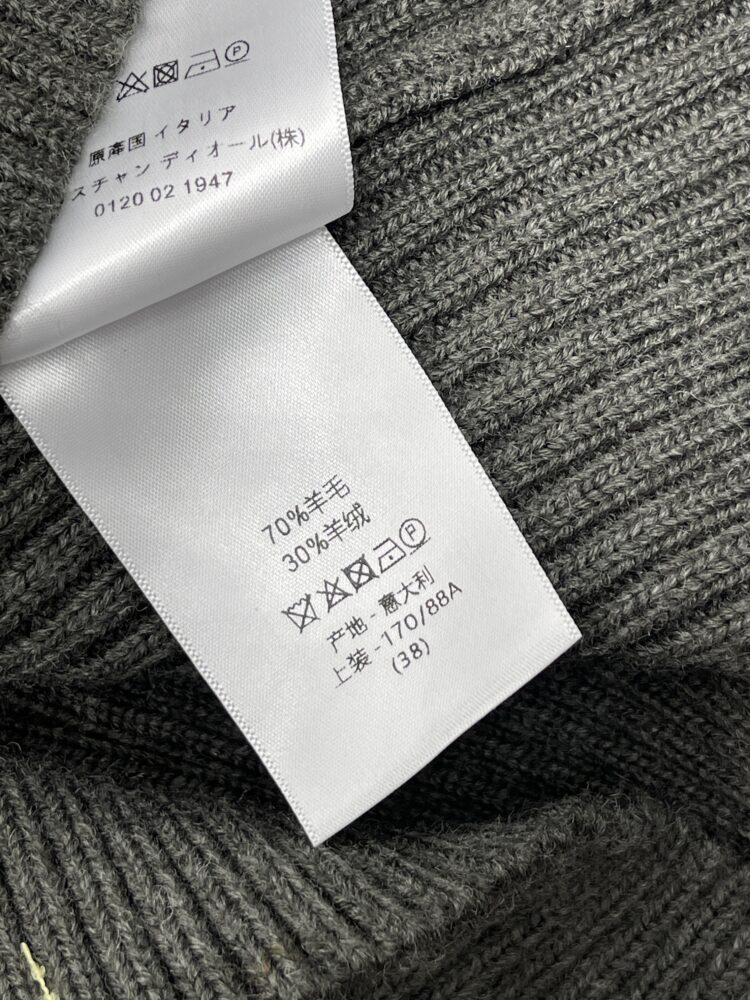 原産国 イタリア
スチャン ディオール(株)
0120 02 1947
70%羊毛
30%羊绒
产地 - 意大利
上装 - 170/88A
(38)